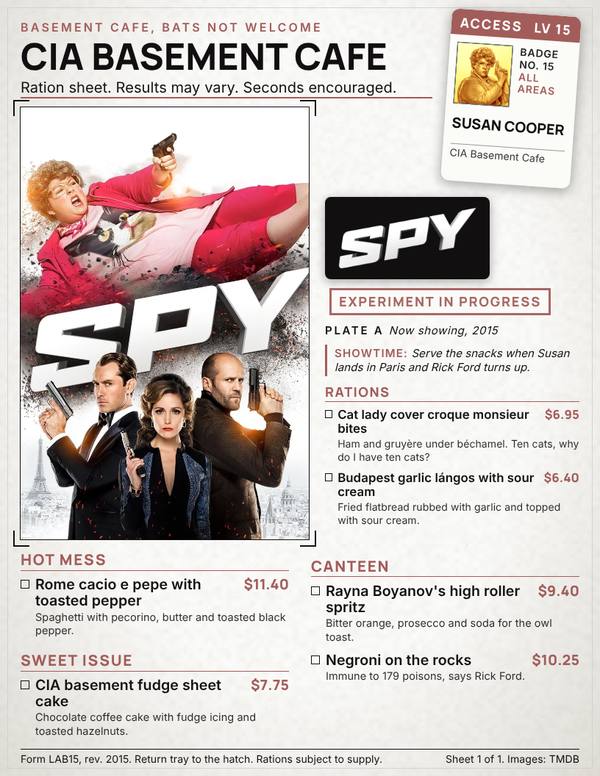 BASEMENT CAFE, BATS NOT WELCOME
CIA BASEMENT CAFE
Ration sheet. Results may vary. Seconds encouraged.
ACCESS LV 15
BADGE
NO. 15
ALL
AREAS
SUSAN COOPER
CIA Basement Cafe
SPY
SPY
EXPERIMENT IN PROGRESS
PLATE A Now showing, 2015
SHOWTIME: Serve the snacks when Susan
lands in Paris and Rick Ford turns up.
RATIONS
Cat lady cover croque monsieur $6.95
bites
Ham and gruyère under béchamel. Ten cats, why
do I have ten cats?
Budapest garlic lángos with sour $6.40
cream
Fried flatbread rubbed with garlic and topped
with sour cream.
HOT MESS
Rome cacio e pepe with $11.40
toasted pepper
Spaghetti with pecorino, butter and toasted black
pepper.
SWEET ISSUE
CIA basement fudge sheet $7.75
cake
Chocolate coffee cake with fudge icing and
toasted hazelnuts.
CANTEEN
Rayna Boyanov's high roller $9.40
spritz
Bitter orange, prosecco and soda for the owl
toast.
Negroni on the rocks $10.25
Immune to 179 poisons, says Rick Ford.
Form LAB15, rev. 2015. Return tray to the hatch. Rations subject to supply.
Sheet 1 of 1. Images: TMDB